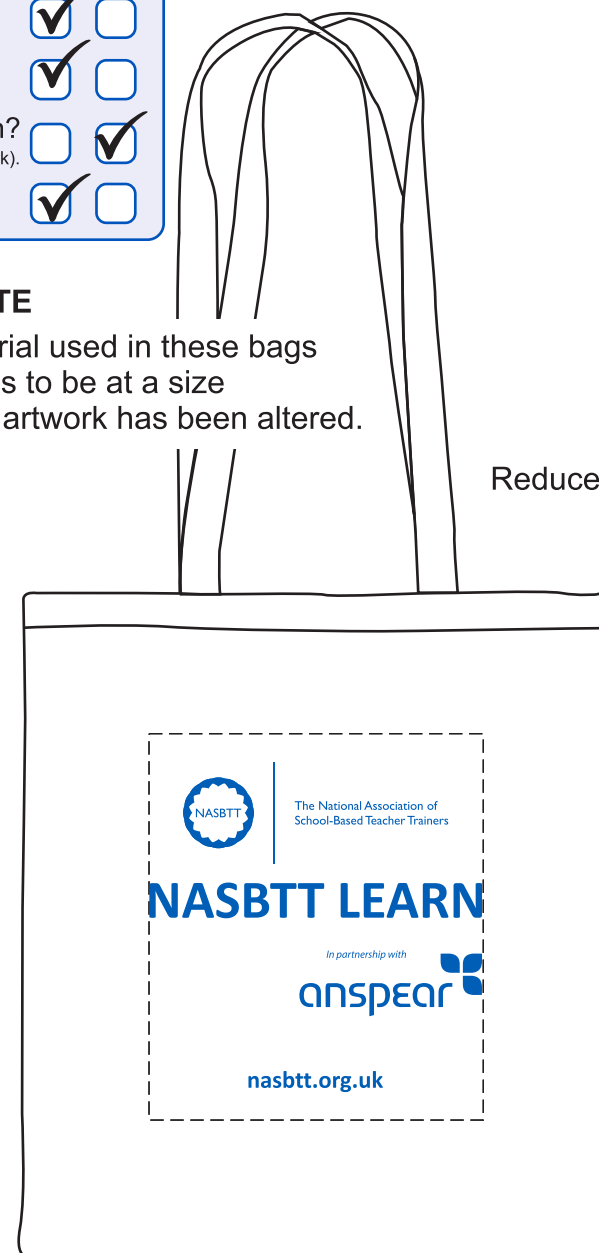 n?
k).
TE
rial used in these bags
s to be at a size
artwork has been altered.
Reduce
NASBTT
The National Association of
School-Based Teacher Trainers
NASBTT LEARN
In partnership with
anspear
nasbtt.org.uk